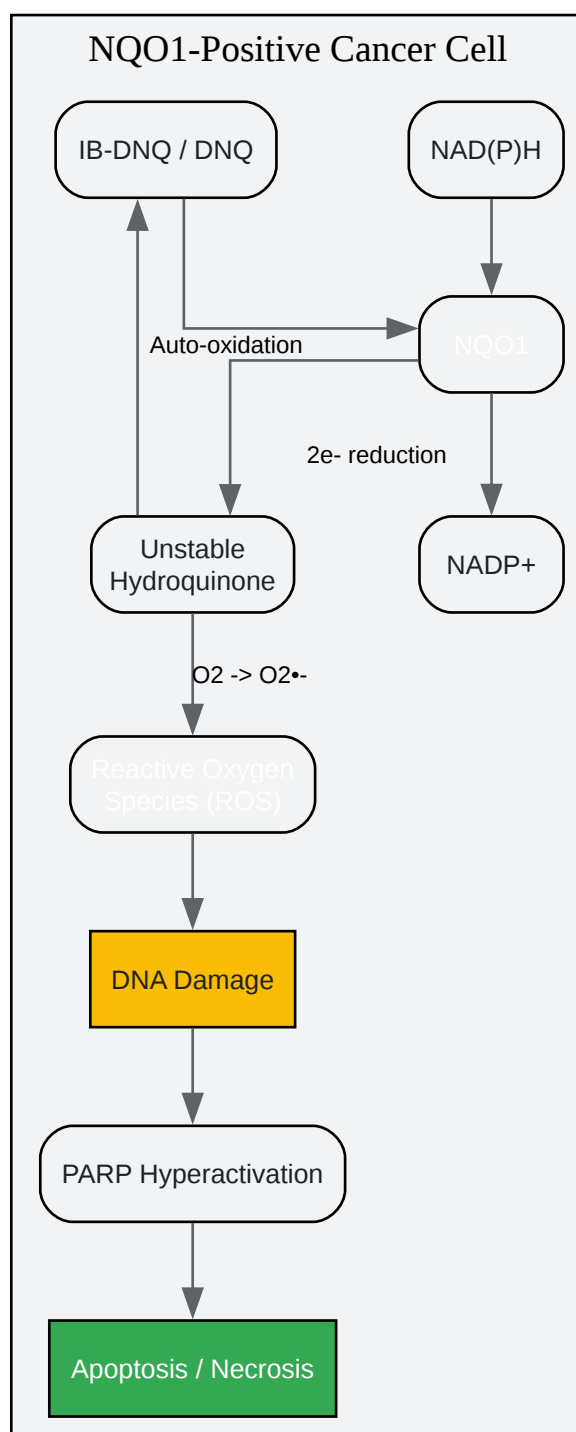 NQO1-Positive Cancer Cell
IB-DNQ / DNQ
NAD(P)H
NQO1
Auto-oxidation
2e- reduction
Unstable
Hydroquinone
NADP+
O2 -> O2•-
Reactive Oxygen
Species (ROS)
DNA Damage
PARP Hyperactivation
Apoptosis / Necrosis